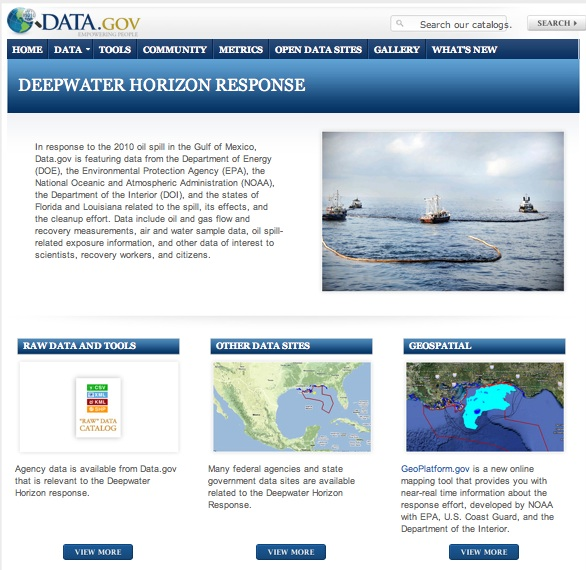 DATA.GOV
EMPOWERING PEOPLE
Search our catalogs.
SEARCH
HOME DATA TOOLS COMMUNITY METRICS OPEN DATA SITES GALLERY WHAT'S NEW
DEEPWATER HORIZON RESPONSE
In response to the 2010 oil spill in the Gulf of Mexico,
Data.gov is featuring data from the Department of Energy
(DOE), the Environmental Protection Agency (EPA), the
National Oceanic and Atmospheric Administration (NOAA),
the Department of the Interior (DOI), and the states of
Florida and Louisiana related to the spill, its effects, and
the cleanup effort. Data include oil and gas flow and
recovery measurements, air and water sample data, oil spill-
related exposure information, and other data of interest to
scientists, recovery workers, and citizens.
RAW DATA AND TOOLS
CSV
XML
KML
SHP
"RAW" DATA
CATALOG
Agency data is available from Data.gov
that is relevant to the Deepwater
Horizon response.
VIEW MORE
OTHER DATA SITES
Many federal agencies and state
government data sites are available
related to the Deepwater Horizon
Response.
VIEW MORE
GEOSPATIAL
GeoPlatform.gov is a new online
mapping tool that provides you with
near-real time information about the
response effort, developed by NOAA
with EPA, U.S. Coast Guard, and the
Department of the Interior.
VIEW MORE